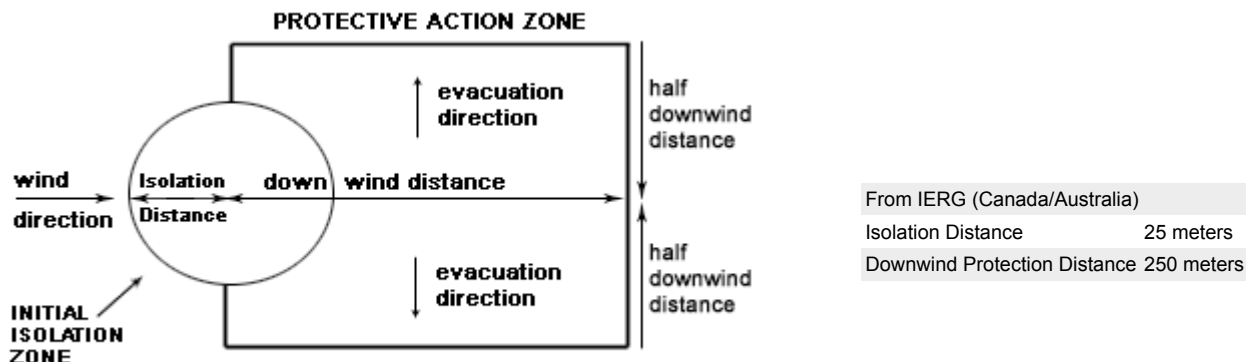 PROTECTIVE ACTION ZONE
evacuation
direction
half
downwind
distance
wind
direction
Isolation
Distance
down wind distance
evacuation
direction
half
downwind
distance
INITIAL
ISOLATION
ZONE
From IERG (Canada/Australia)
Isolation Distance 25 meters
Downwind Protection Distance 250 meters